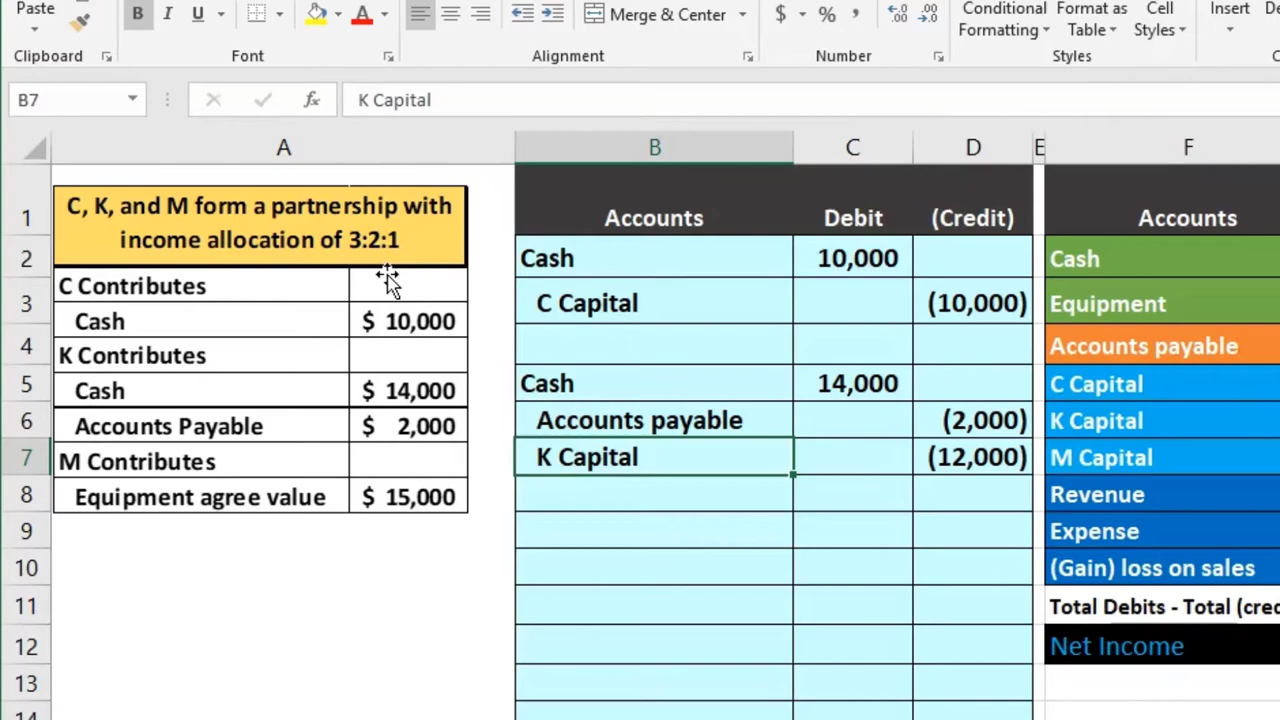 Paste
B I U
A
Merge & Center
$ % ,
Conditional Formatting
Format as Table
Cell Styles
Insert
Clipboard
Font
Alignment
Number
Styles
B7
fx
K Capital
A B C D E F
1
C, K, and M form a partnership with
income allocation of 3:2:1
Accounts Debit (Credit) Accounts
2 C Contributes Cash 10,000 Cash
3 Cash $ 10,000 C Capital (10,000) Equipment
4 K Contributes Accounts payable
5 Cash $ 14,000 Cash 14,000 C Capital
6 Accounts Payable $ 2,000 Accounts payable (2,000) K Capital
7 M Contributes K Capital (12,000) M Capital
8 Equipment agree value $ 15,000 Revenue
9 Expense
10 (Gain) loss on sales
11 Total Debits - Total (cred
12 Net Income
13
14